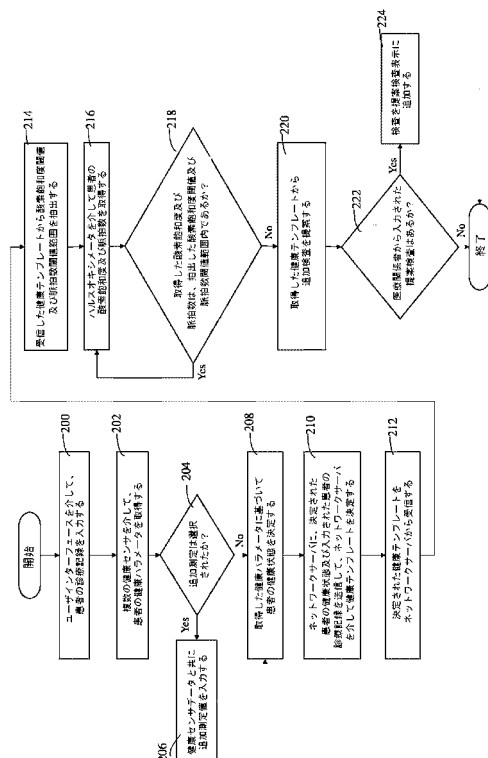 開始
200
ユーザインターフェースを介して、
患者の診療記録を入力する
202
複数の健康センサを介して、
患者の健康パラメータを取得する
204
追加測定は選択
されたか？
Yes
No
206
健康センサデータと共に
追加測定値を入力する
208
取得した健康パラメータに基づいて
患者の健康状態を決定する
210
ネットワークサーバに、決定された
患者の健康状態及び入力された患者の
診療記録を送信して、ネットワークサーバ
を介して健康テンプレートを決定する
212
決定された健康テンプレートを
ネットワークサーバから受信する
214
受信した健康テンプレートから酸素飽和度閾値
及び脈拍数閾値範囲を抽出する
216
パルスオキシメータを介して患者の
酸素飽和度及び脈拍数を取得する
218
取得した酸素飽和度及び
脈拍数は、抽出した酸素飽和度閾値及び
脈拍数閾値範囲内であるか？
Yes
No
220
取得した健康テンプレートから
追加検査を提案する
222
医療関係者から入力された
提案検査はあるか？
Yes
No
224
検査を提案検査表示に
追加する
終了